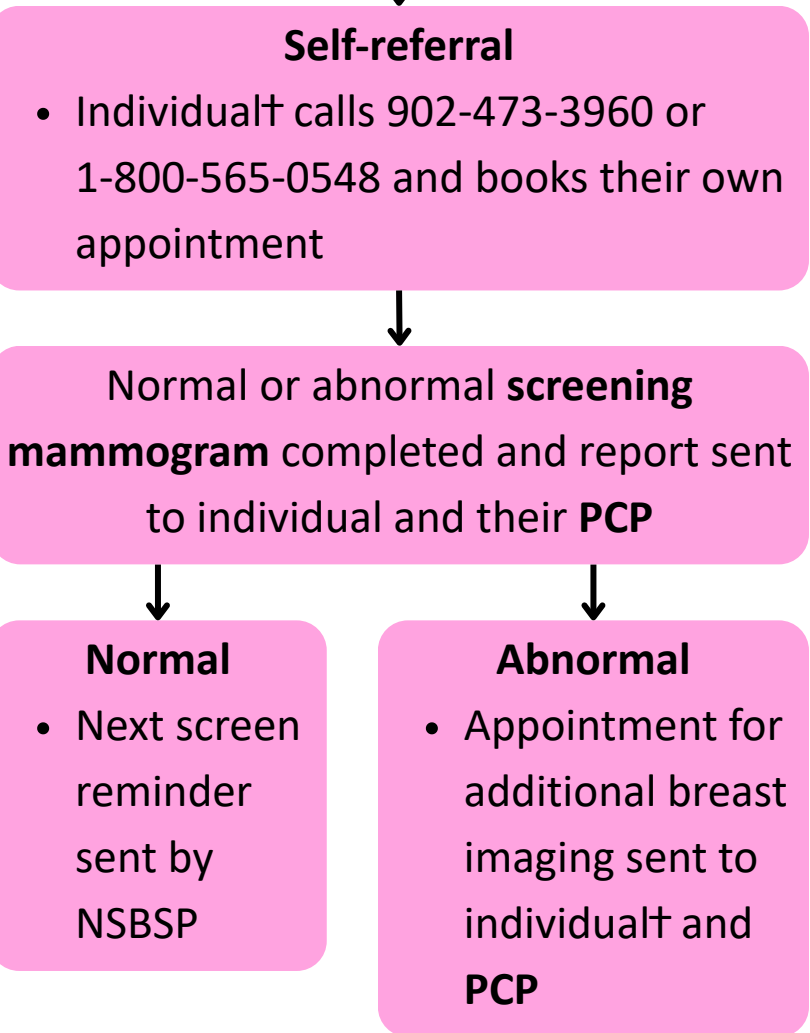 Self-referral
• Individual† calls 902-473-3960 or
1-800-565-0548 and books their own
appointment
Normal or abnormal screening
mammogram completed and report sent
to individual and their PCP
Normal
• Next screen
reminder
sent by
NSBSP
Abnormal
• Appointment for
additional breast
imaging sent to
individual† and
PCP